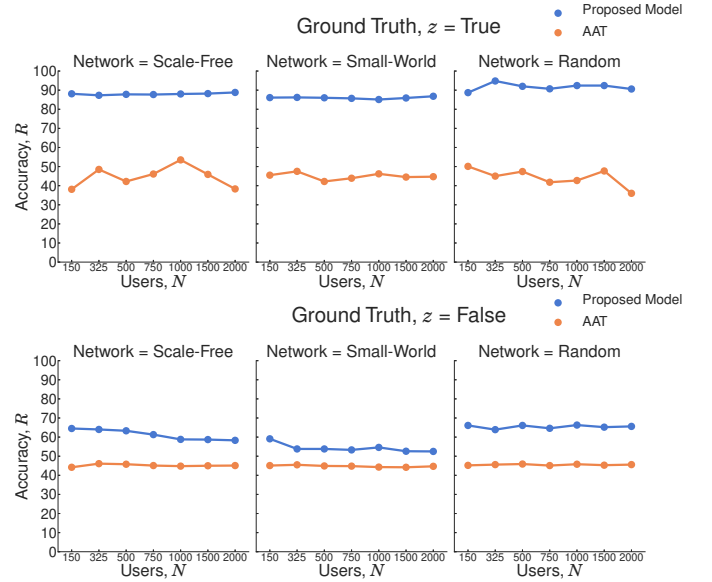 Ground Truth, z = True
Proposed Model
AAT
Network = Scale-Free
Network = Small-World
Network = Random
Accuracy, R
100
90
80
70
60
50
40
30
20
10
0
150 325 500 750 1000 1500 2000
150 325 500 750 1000 1500 2000
150 325 500 750 1000 1500 2000
Users, N
Users, N
Users, N
Ground Truth, z = False
Proposed Model
AAT
Network = Scale-Free
Network = Small-World
Network = Random
Accuracy, R
100
90
80
70
60
50
40
30
20
10
0
150 325 500 750 1000 1500 2000
150 325 500 750 1000 1500 2000
150 325 500 750 1000 1500 2000
Users, N
Users, N
Users, N